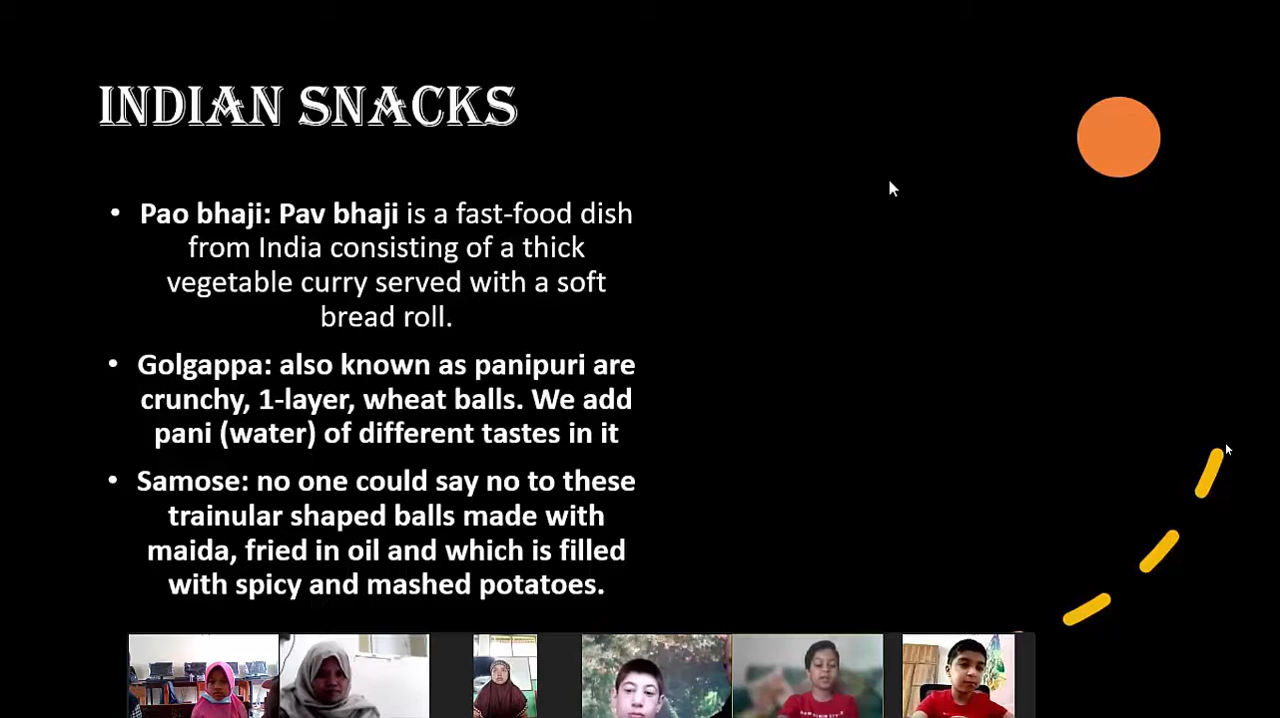 INDIAN SNACKS
• Pao bhaji: Pav bhaji is a fast-food dish
from India consisting of a thick
vegetable curry served with a soft
bread roll.
• Golgappa: also known as panipuri are
crunchy, 1-layer, wheat balls. We add
pani (water) of different tastes in it
• Samose: no one could say no to these
trainular shaped balls made with
maida, fried in oil and which is filled
with spicy and mashed potatoes.